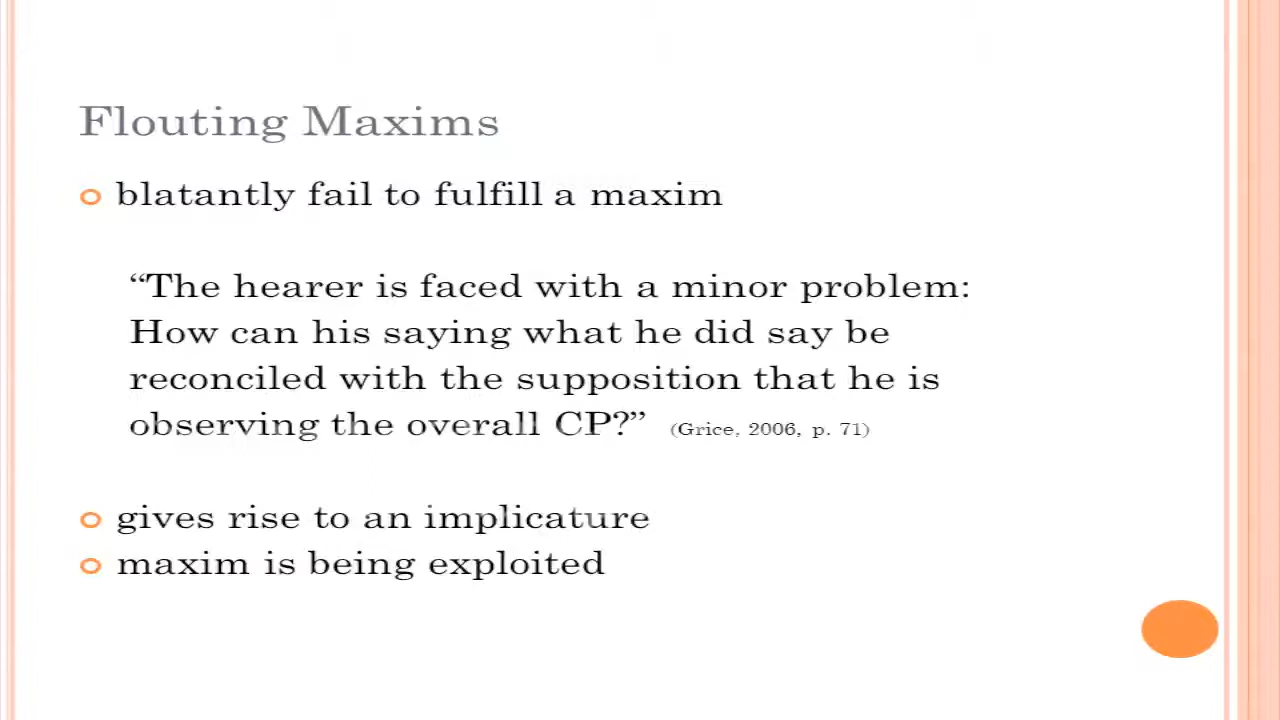 Flouting Maxims
blatantly fail to fulfill a maxim
“The hearer is faced with a minor problem:
How can his saying what he did say be
reconciled with the supposition that he is
observing the overall CP?” (Grice, 2006, p. 71)
gives rise to an implicature
maxim is being exploited